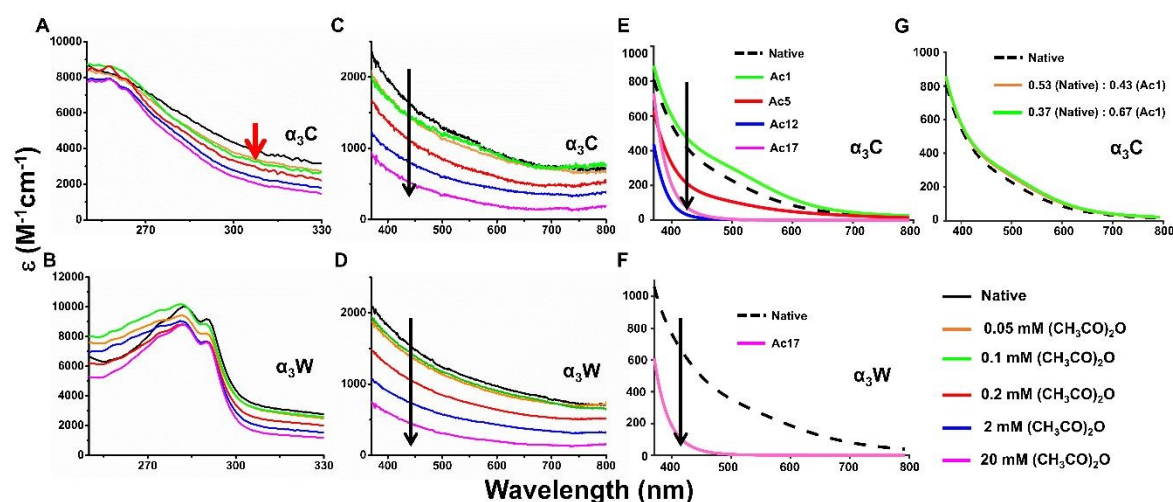 A
10000
8000
6000
4000
2000
0
270
300
330
α₃C
B
12000
10000
8000
6000
4000
2000
0
270
300
330
α₃W
C
2000
1000
0
400
500
600
700
800
α₃C
D
2000
1000
0
400
500
600
700
800
α₃W
E
1000
800
600
400
200
0
400
500
600
700
800
Native
Ac1
Ac5
Ac12
Ac17
α₃C
F
1000
800
600
400
200
0
400
500
600
700
800
Native
Ac17
α₃W
G
1000
800
600
400
200
0
400
500
600
700
800
Native
0.53 (Native) : 0.43 (Ac1)
0.37 (Native) : 0.67 (Ac1)
α₃C
Native
0.05 mM (CH₃CO)₂O
0.1 mM (CH₃CO)₂O
0.2 mM (CH₃CO)₂O
2 mM (CH₃CO)₂O
20 mM (CH₃CO)₂O
ε (M⁻¹cm⁻¹)
Wavelength (nm)